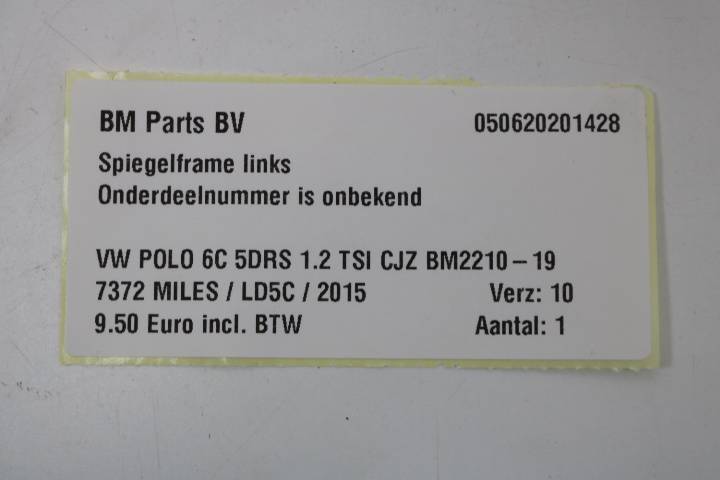 BM Parts BV 050620201428
Spiegelframe links
Onderdeelnummer is onbekend
VW POLO 6C 5DRS 1.2 TSI CJZ BM2210 – 19
7372 MILES / LD5C / 2015 Verz: 10
9.50 Euro incl. BTW Aantal: 1